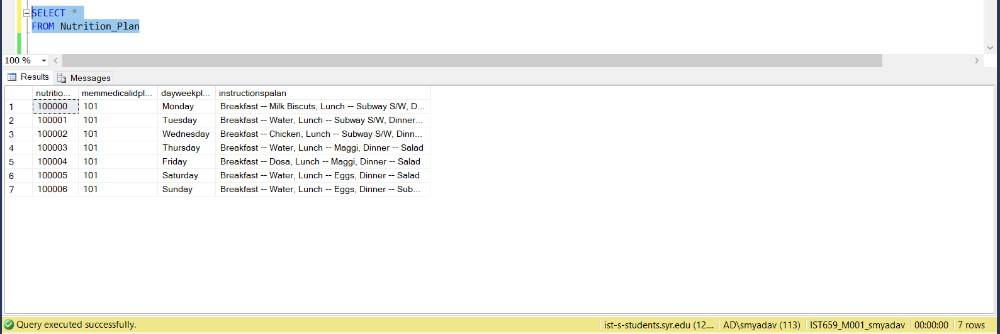 SELECT *
FROM Nutrition_Plan
100 %
Results Messages
nutritio... memmedicalidpl... dayweekpl... instructionspalan
1 100000 101 Monday Breakfast -- Milk Biscuts, Lunch -- Subway S/W, D...
2 100001 101 Tuesday Breakfast -- Water, Lunch -- Subway S/W, Dinner...
3 100002 101 Wednesday Breakfast -- Chicken, Lunch -- Subway S/W, Dinn...
4 100003 101 Thursday Breakfast -- Water, Lunch -- Maggi, Dinner -- Salad
5 100004 101 Friday Breakfast -- Dosa, Lunch -- Maggi, Dinner -- Salad
6 100005 101 Saturday Breakfast -- Water, Lunch -- Eggs, Dinner -- Salad
7 100006 101 Sunday Breakfast -- Water, Lunch -- Eggs, Dinner -- Sub...
Query executed successfully. ist-s-students.syr.edu (12.... AD\smyadav (113) IST659_M001_smyadav 00:00:00 7 rows